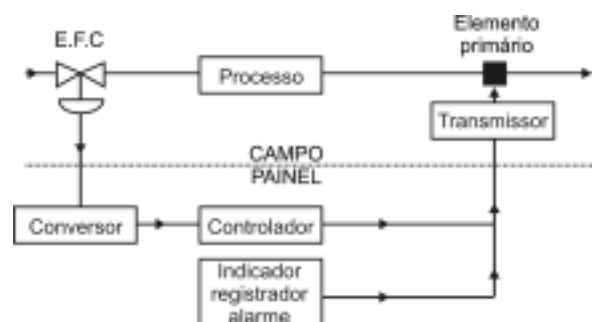 E.F.C
Elemento
primário
Processo
Transmissor
CAMPO
PAINEL
Conversor
Controlador
Indicador
registrador
alarme